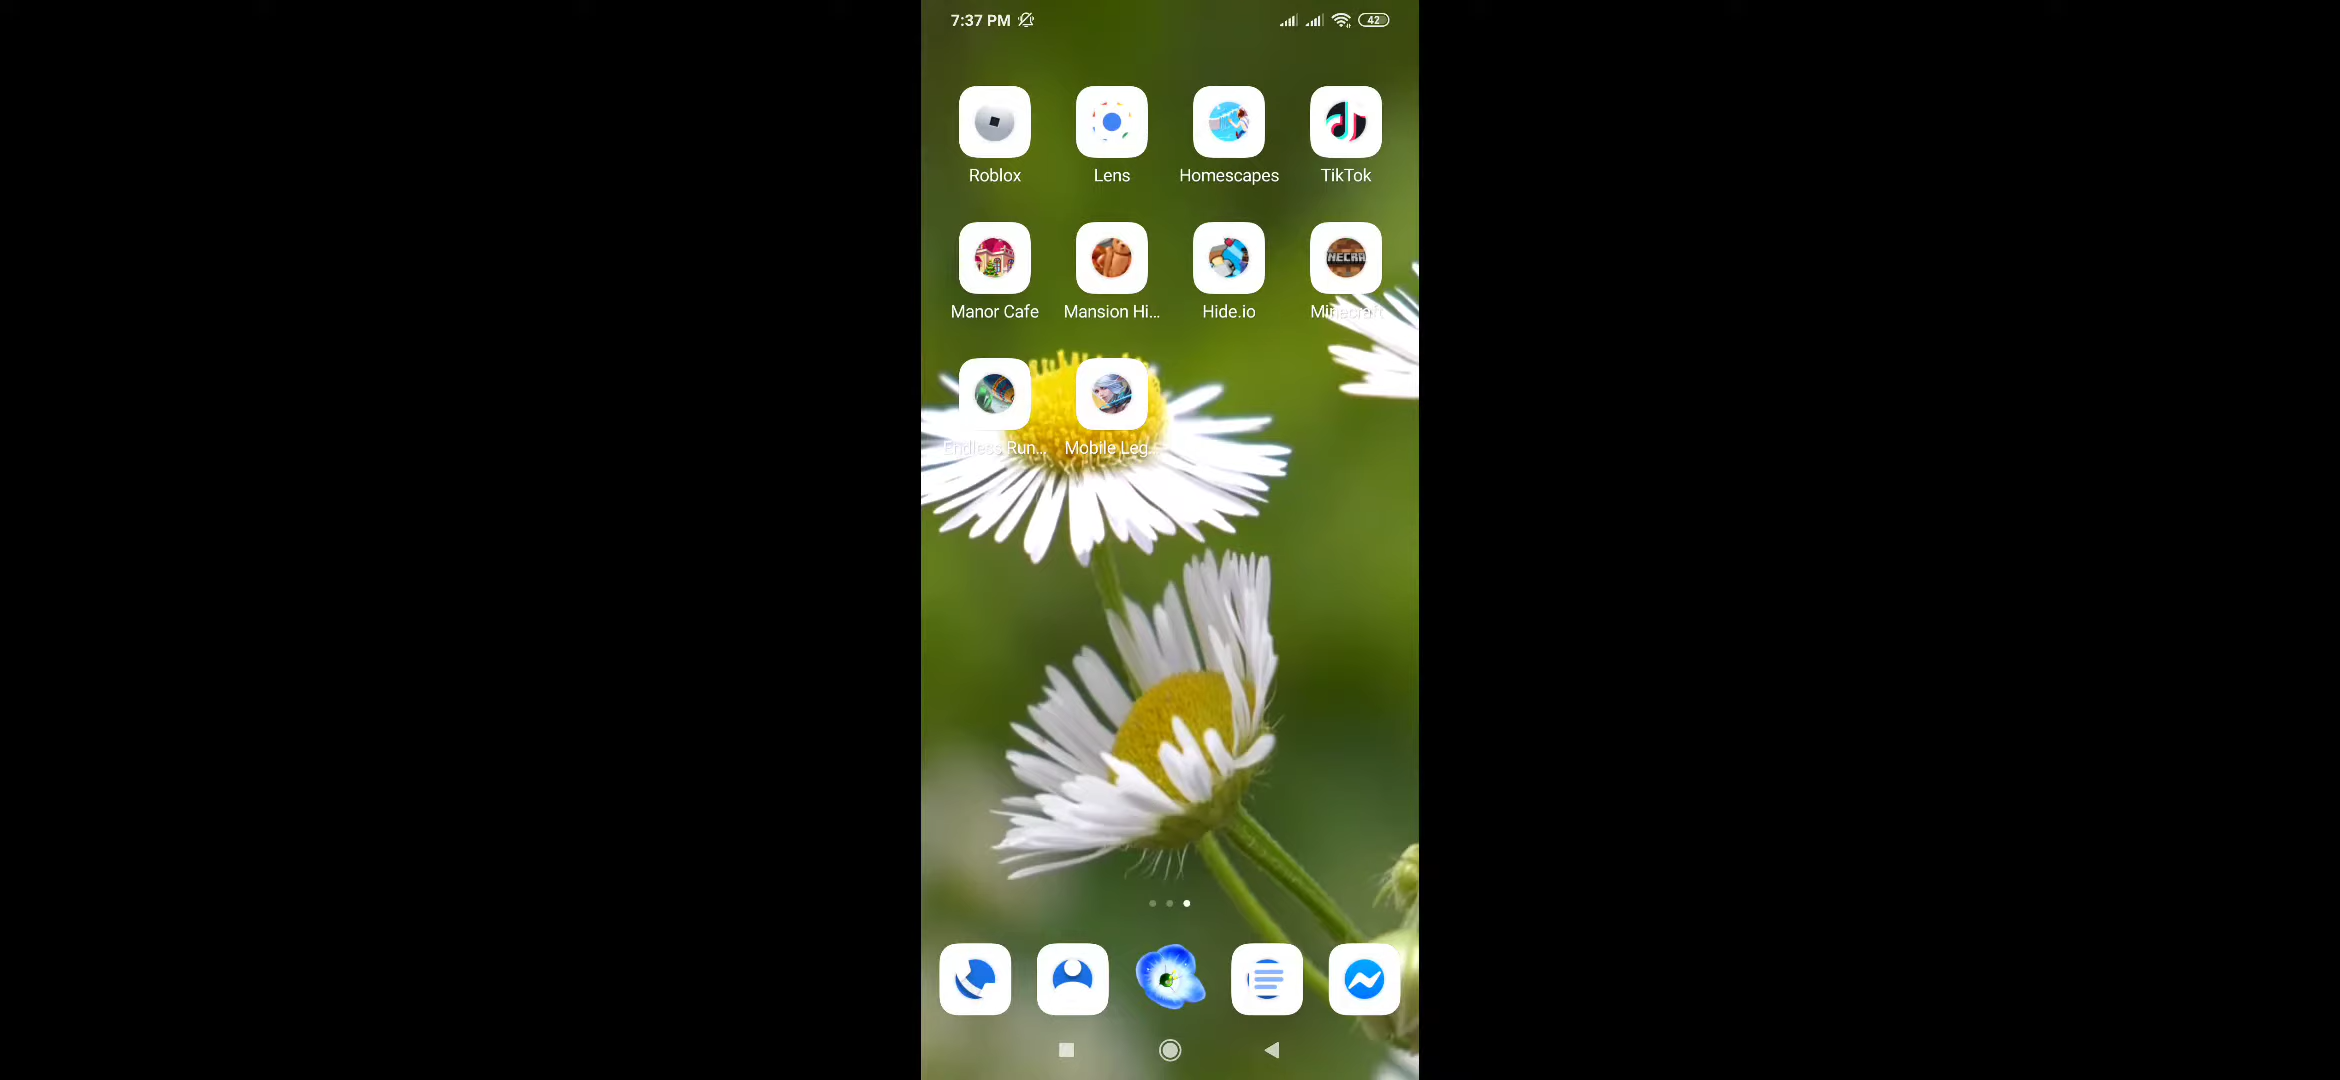 7:37 PM 42
Roblox Lens Homescapes TikTok
Manor Cafe Mansion Hi... Hide.io Minecraft
NECRA
Endless Run... Mobile Leg...